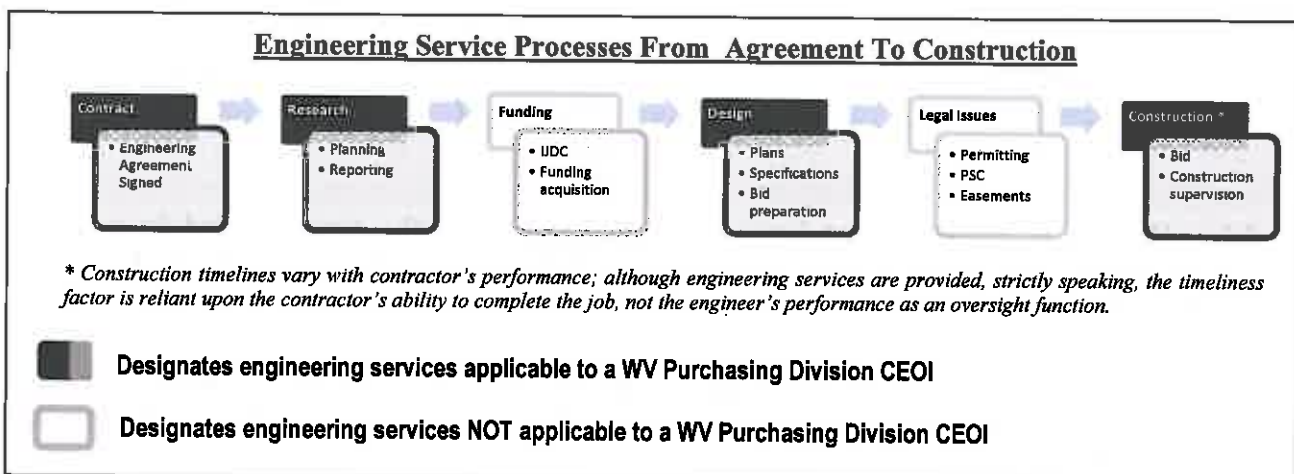 Engineering Service Processes From Agreement To Construction
Contract
• Engineering
Agreement
Signed
Research
• Planning
• Reporting
Funding
• IJDC
• Funding
acquisition
Design
• Plans
• Specifications
• Bid
preparation
Legal Issues
• Permitting
• PSC
• Easements
Construction *
• Bid
• Construction
supervision
* Construction timelines vary with contractor's performance; although engineering services are provided, strictly speaking, the timeliness
factor is reliant upon the contractor's ability to complete the job, not the engineer's performance as an oversight function.
Designates engineering services applicable to a WV Purchasing Division CEOI
Designates engineering services NOT applicable to a WV Purchasing Division CEOI